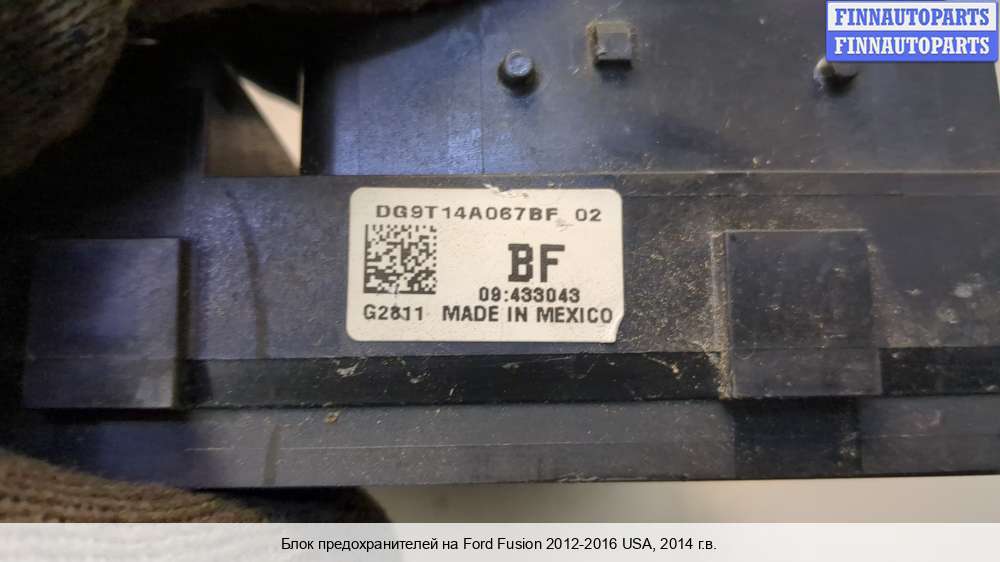 FINNAUTOPARTS
FINNAUTOPARTS
DG9T14A067BF 02
BF
09:433043
G2811 MADE IN MEXICO
Блок предохранителей на Ford Fusion 2012-2016 USA, 2014 г.в.